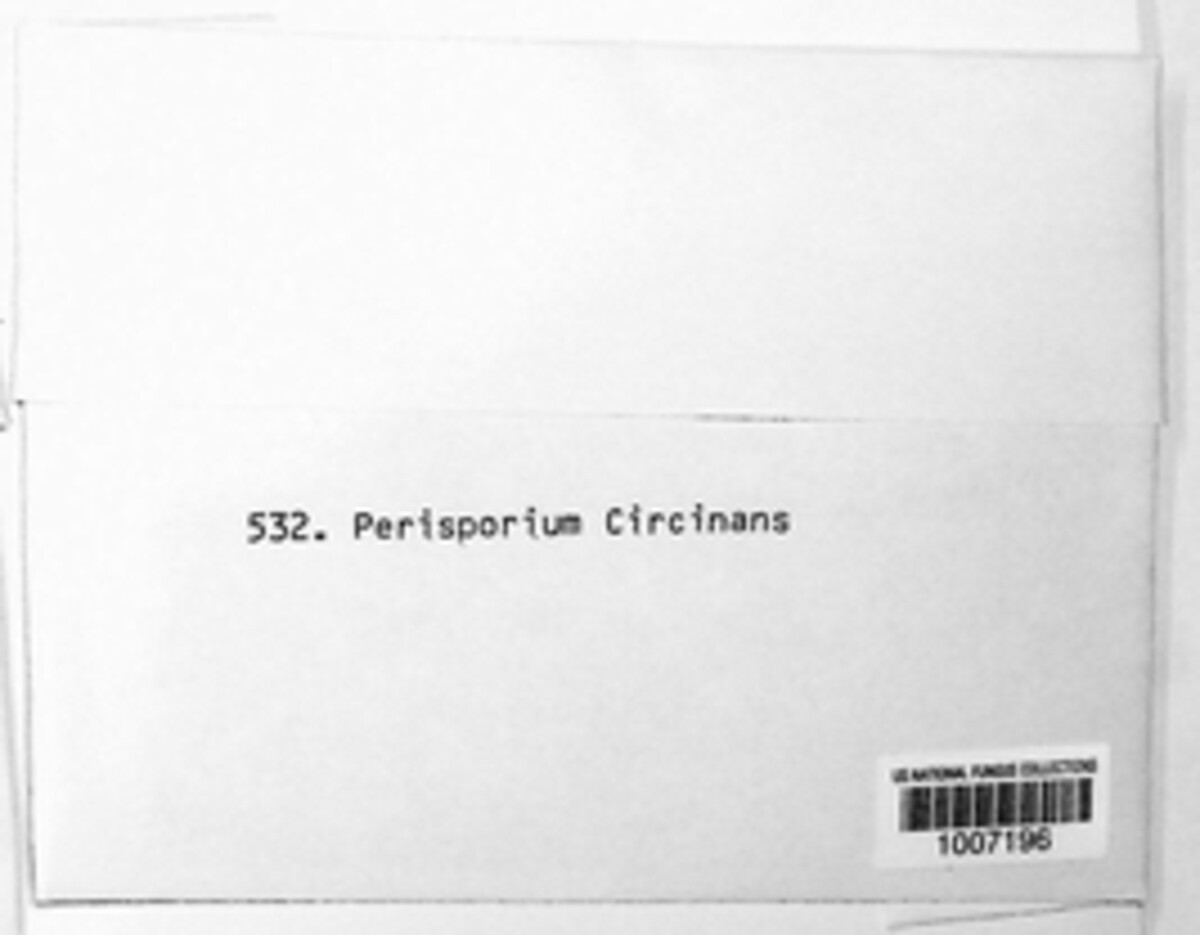 532. Perisporium Circinans
US NATIONAL FUNGUS COLLECTIONS
1007196